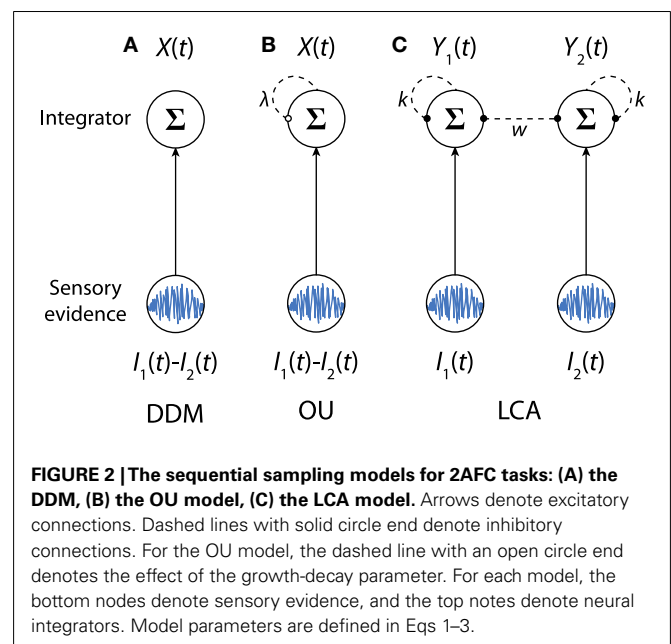 A X(t) B X(t) C Y₁(t) Y₂(t)
λ k k
Integrator Σ Σ Σ Σ
w
Sensory
evidence
I₁(t)-I₂(t) I₁(t)-I₂(t) I₁(t) I₂(t)
DDM OU LCA
FIGURE 2 | The sequential sampling models for 2AFC tasks: (A) the
DDM, (B) the OU model, (C) the LCA model. Arrows denote excitatory
connections. Dashed lines with solid circle end denote inhibitory
connections. For the OU model, the dashed line with an open circle end
denotes the effect of the growth-decay parameter. For each model, the
bottom nodes denote sensory evidence, and the top notes denote neural
integrators. Model parameters are defined in Eqs 1–3.